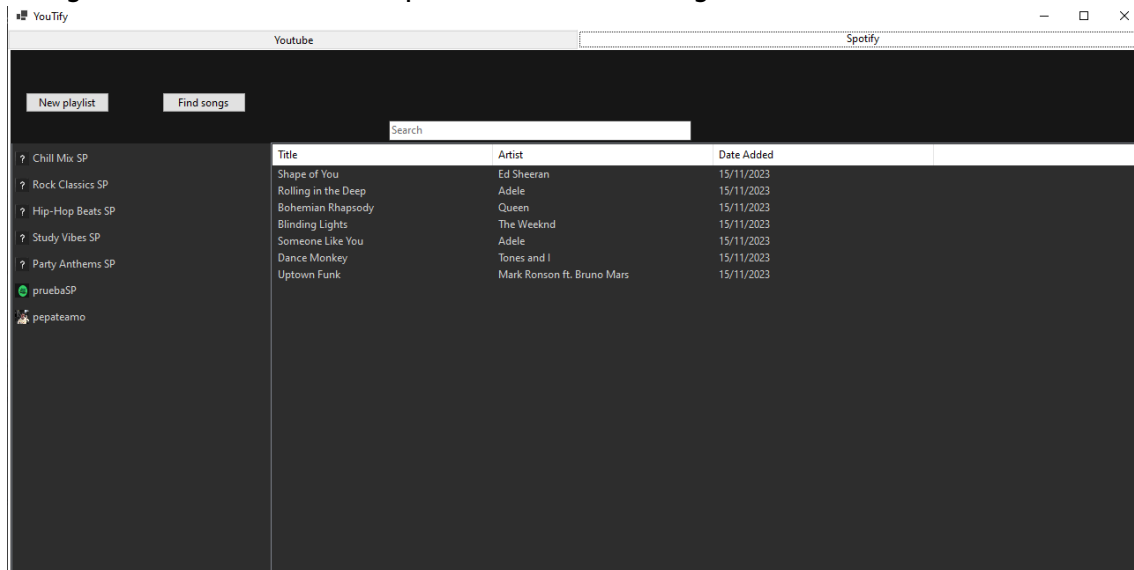 YouTify
Youtube Spotify
New playlist Find songs
Search
Title Artist Date Added
? Chill Mix SP
? Rock Classics SP
? Hip-Hop Beats SP
? Study Vibes SP
? Party Anthems SP
pruebaSP
pepateamo
Shape of You Ed Sheeran 15/11/2023
Rolling in the Deep Adele 15/11/2023
Bohemian Rhapsody Queen 15/11/2023
Blinding Lights The Weeknd 15/11/2023
Someone Like You Adele 15/11/2023
Dance Monkey Tones and I 15/11/2023
Uptown Funk Mark Ronson ft. Bruno Mars 15/11/2023